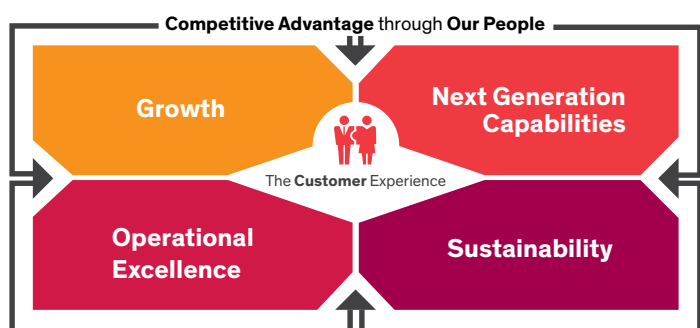 Competitive Advantage through Our People
Growth
Next Generation
Capabilities
The Customer Experience
Operational
Excellence
Sustainability